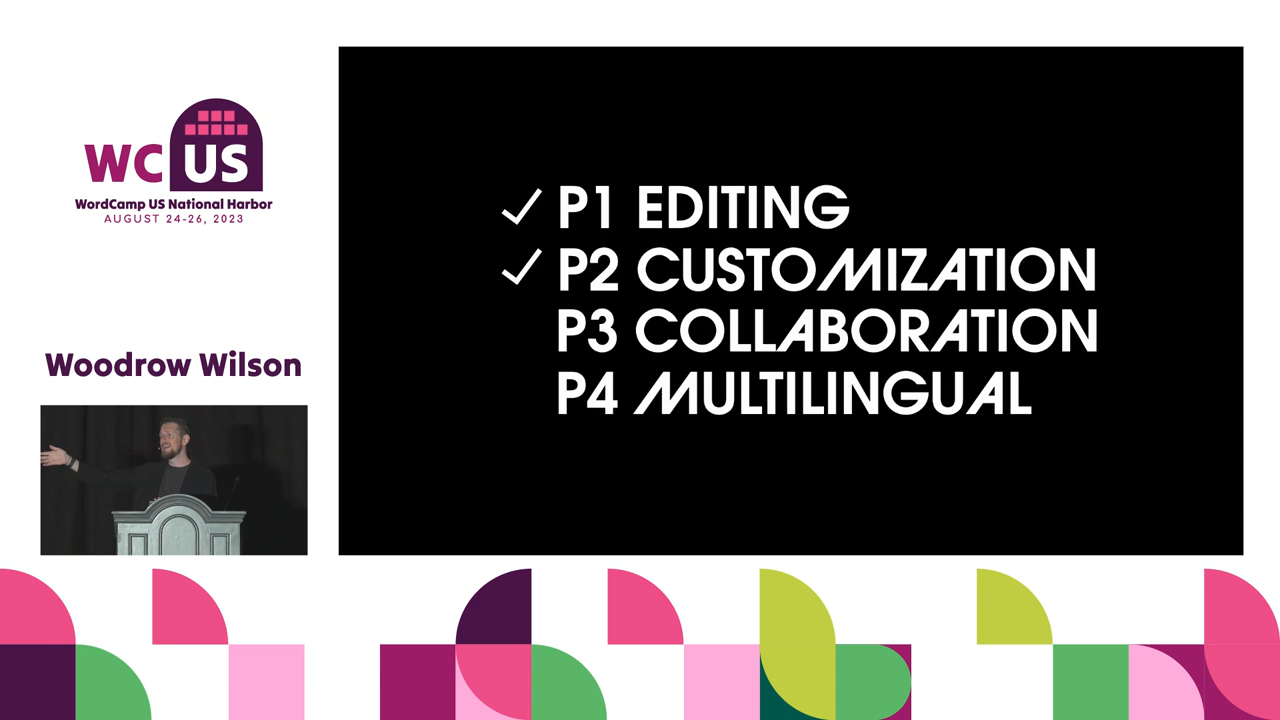 WC US
WordCamp US National Harbor
AUGUST 24-26, 2023
Woodrow Wilson
✓ P1 EDITING
✓ P2 CUSTOMIZATION
P3 COLLABORATION
P4 MULTILINGUAL